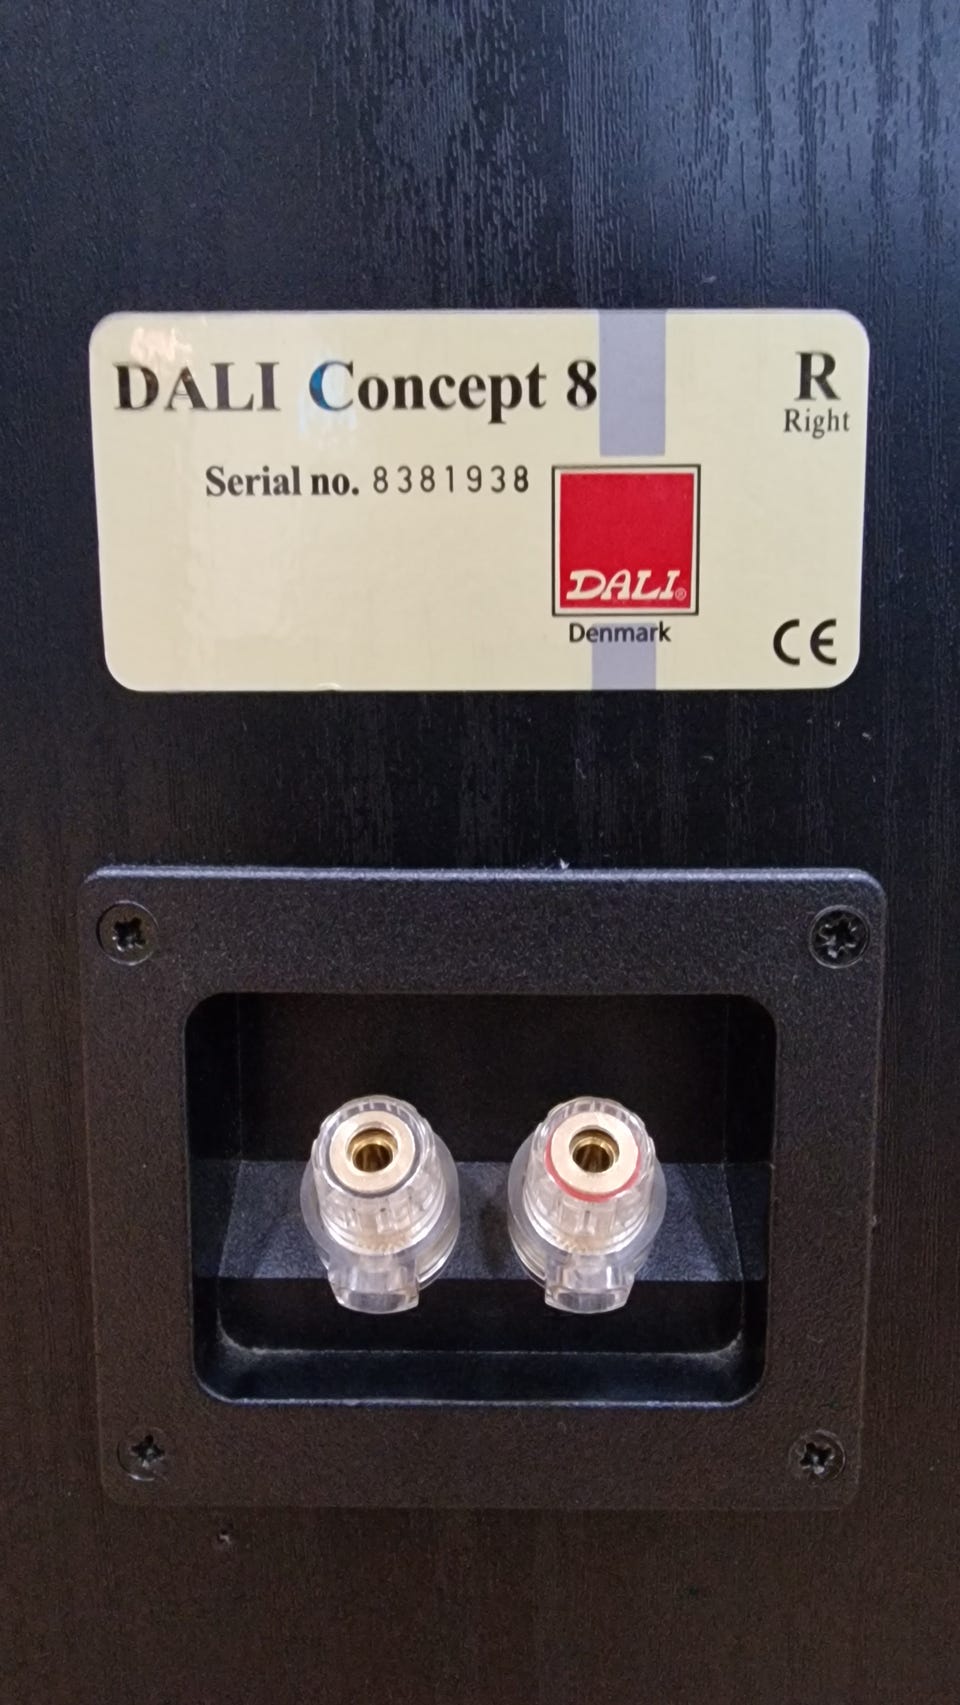 DALI Concept 8
R
Right
Serial no. 8381938
DALI®
Denmark
CE